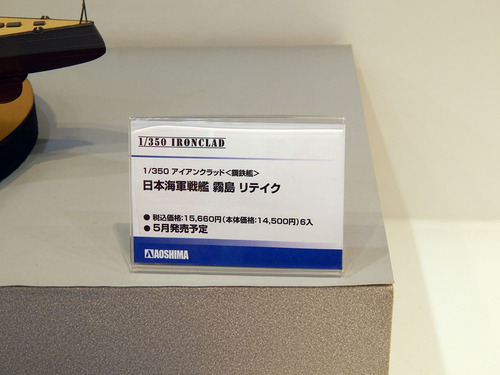 1/350 IRONCLAD
1/350 アイアンクラッド<鋼鉄艦>
日本海軍戦艦 霧島 リテイク
● 税込価格:15,660円(本体価格:14,500円)6入
● 5月発売予定
AOSHIMA